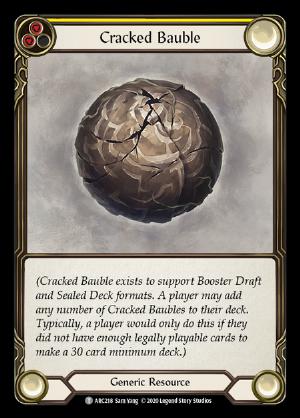 Cracked Bauble
(Cracked Bauble exists to support Booster Draft
and Sealed Deck formats. A player may add
any number of Cracked Baubles to their deck.
Typically, a player would only do this if they
did not have enough legally playable cards to
make a 30 card minimum deck.)
Generic Resource
T ARC218 Sam Yang © 2020 Legend Story Studios